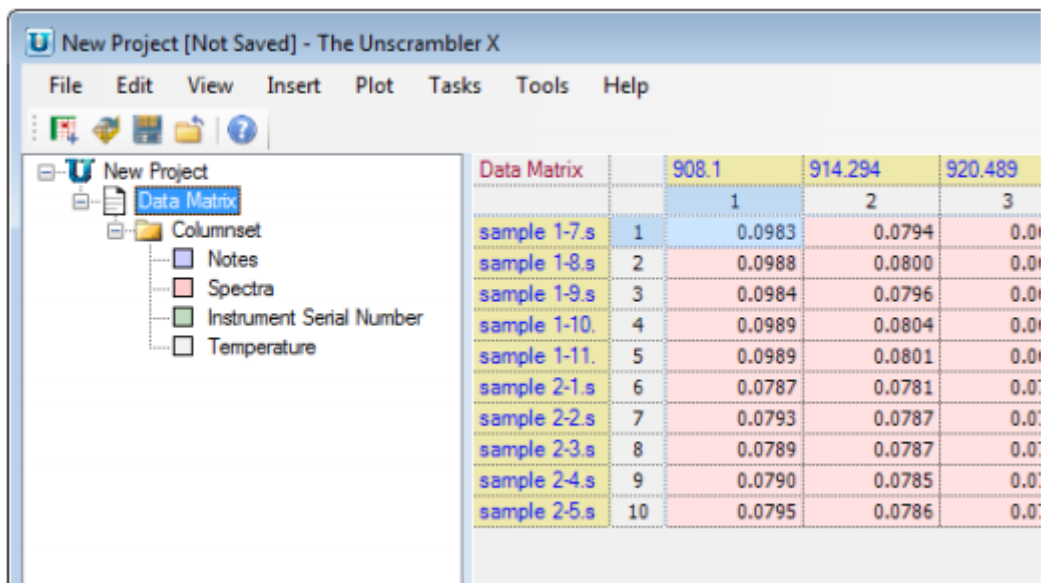 New Project [Not Saved] - The Unscrambler X
File Edit View Insert Plot Tasks Tools Help
New Project
Data Matrix
Columnset
Notes
Spectra
Instrument Serial Number
Temperature
Data Matrix 908.1 914.294 920.489
1 2 3
sample 1-7.s 1 0.0983 0.0794
sample 1-8.s 2 0.0988 0.0800
sample 1-9.s 3 0.0984 0.0796
sample 1-10. 4 0.0989 0.0804
sample 1-11. 5 0.0989 0.0801
sample 2-1.s 6 0.0787 0.0781
sample 2-2.s 7 0.0793 0.0787
sample 2-3.s 8 0.0789 0.0787
sample 2-4.s 9 0.0790 0.0785
sample 2-5.s 10 0.0795 0.0786